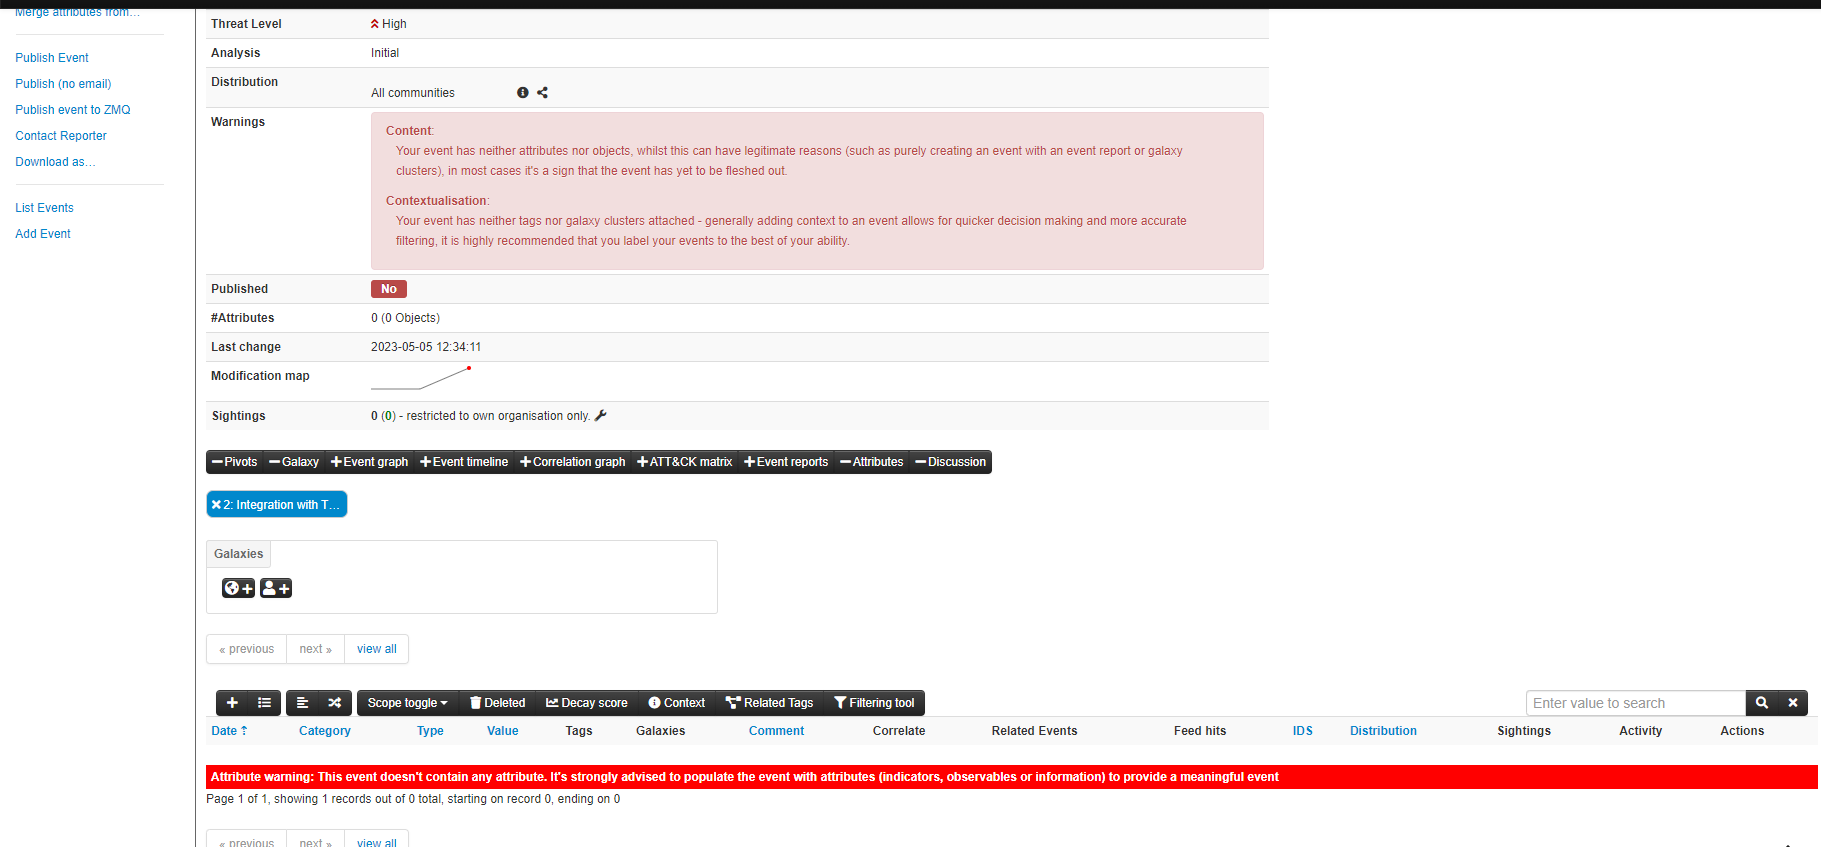 Merge attributes from…
Publish Event
Publish (no email)
Publish event to ZMQ
Contact Reporter
Download as…
List Events
Add Event
Threat Level High
Analysis Initial
Distribution All communities
Warnings
Content:
Your event has neither attributes nor objects, whilst this can have legitimate reasons (such as purely creating an event with an event report or galaxy
clusters), in most cases it's a sign that the event has yet to be fleshed out.
Contextualisation:
Your event has neither tags nor galaxy clusters attached - generally adding context to an event allows for quicker decision making and more accurate
filtering, it is highly recommended that you label your events to the best of your ability.
Published No
#Attributes 0 (0 Objects)
Last change 2023-05-05 12:34:11
Modification map
Sightings 0 (0) - restricted to own organisation only.
Pivots Galaxy Event graph Event timeline Correlation graph ATT&CK matrix Event reports Attributes Discussion
2: Integration with T…
Galaxies
« previous next » view all
Scope toggle Deleted Decay score Context Related Tags Filtering tool Enter value to search
Date Category Type Value Tags Galaxies Comment Correlate Related Events Feed hits IDS Distribution Sightings Activity Actions
Attribute warning: This event doesn't contain any attribute. It's strongly advised to populate the event with attributes (indicators, observables or information) to provide a meaningful event
Page 1 of 1, showing 1 records out of 0 total, starting on record 0, ending on 0
« previous next » view all